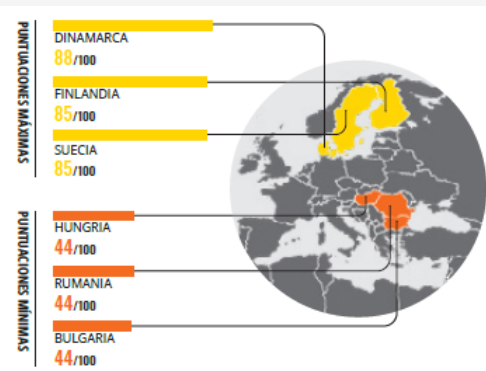 PUNTUACIONES MÁXIMAS
DINAMARCA
88/100
FINLANDIA
85/100
SUECIA
85/100
PUNTUACIONES MÍNIMAS
HUNGRIA
44/100
RUMANIA
44/100
BULGARIA
44/100